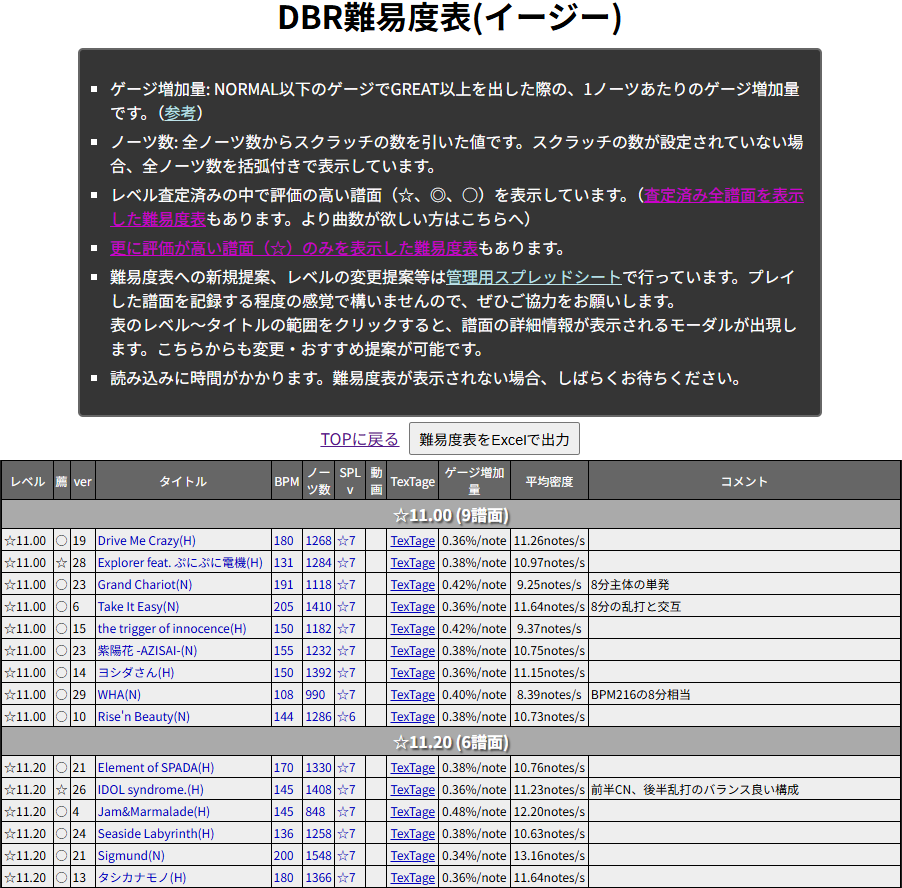 DBR難易度表(イージー)
ゲージ増加量: NORMAL以下のゲージでGREAT以上を出した際の、1ノーツあたりのゲージ増加量
です。（参考）
ノーツ数: 全ノーツ数からスクラッチの数を引いた値です。スクラッチの数が設定されていない場
合、全ノーツ数を括弧付きで表示しています。
レベル査定済みの中で評価の高い譜面（☆、◎、〇）を表示しています。（査定済み全譜面を表示
した難易度表もあります。より曲数が欲しい方はこちらへ）
更に評価が高い譜面（☆）のみを表示した難易度表もあります。
難易度表への新規提案、レベルの変更提案等は管理用スプレッドシートで行っています。プレイ
した譜面を記録する程度の感覚で構いませんので、ぜひご協力をお願いします。
表のレベル～タイトルの範囲をクリックすると、譜面の詳細情報が表示されるモーダルが出現し
ます。こちらからも変更・おすすめ提案が可能です。
読み込みに時間がかかります。難易度表が表示されない場合、しばらくお待ちください。
TOPに戻る 難易度表をExcelで出力
レベル 薦 ver タイトル BPM ノーツ数 SPLv 動画 TexTage ゲージ増加量 平均密度 コメント
☆11.00 (9譜面)
☆11.00 〇 19 Drive Me Crazy(H) 180 1268 ☆7 TexTage 0.36%/note 11.26notes/s
☆11.00 ☆ 28 Explorer feat. ぷにぷに電機(H) 131 1284 ☆7 TexTage 0.38%/note 10.97notes/s
☆11.00 〇 23 Grand Chariot(N) 191 1118 ☆7 TexTage 0.42%/note 9.25notes/s 8分主体の単発
☆11.00 〇 6 Take It Easy(N) 205 1410 ☆7 TexTage 0.36%/note 11.64notes/s 8分の乱打と交互
☆11.00 〇 15 the trigger of innocence(H) 150 1182 ☆7 TexTage 0.42%/note 9.37notes/s
☆11.00 〇 23 紫陽花 -AZISAI-(N) 155 1232 ☆7 TexTage 0.38%/note 10.75notes/s
☆11.00 〇 14 ヨシダさん(H) 150 1392 ☆7 TexTage 0.36%/note 11.15notes/s
☆11.00 〇 29 WHA(N) 108 990 ☆7 TexTage 0.40%/note 8.39notes/s BPM216の8分相当
☆11.00 〇 10 Rise'n Beauty(N) 144 1286 ☆6 TexTage 0.38%/note 10.73notes/s
☆11.20 (6譜面)
☆11.20 〇 21 Element of SPADA(H) 170 1330 ☆7 TexTage 0.38%/note 10.76notes/s
☆11.20 ☆ 26 IDOL syndrome.(H) 145 1408 ☆7 TexTage 0.36%/note 11.23notes/s 前半CN、後半乱打のバランス良い構成
☆11.20 〇 4 Jam&Marmalade(H) 145 848 ☆7 TexTage 0.48%/note 12.20notes/s
☆11.20 〇 24 Seaside Labyrinth(H) 136 1258 ☆7 TexTage 0.38%/note 10.63notes/s
☆11.20 〇 21 Sigmund(N) 200 1548 ☆7 TexTage 0.34%/note 13.16notes/s
☆11.20 〇 13 タシカナモノ(H) 180 1366 ☆7 TexTage 0.36%/note 11.64notes/s